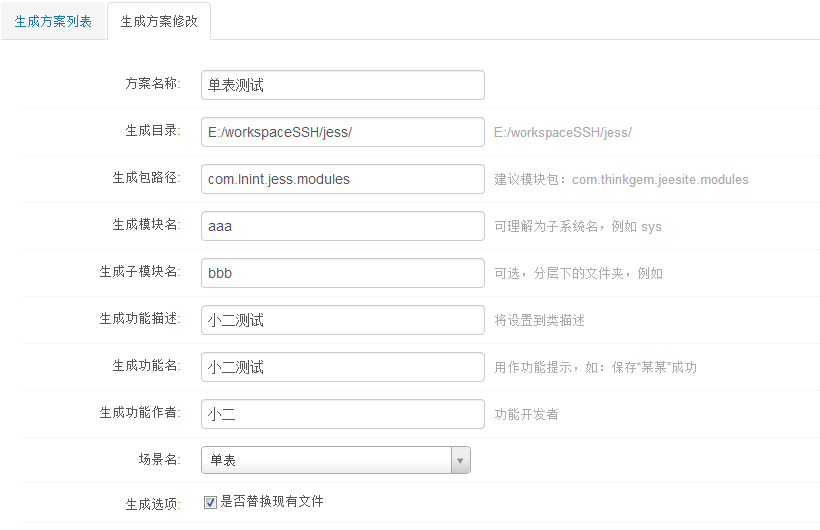 生成方案列表 生成方案修改
方案名称: 单表测试
生成目录: E:/workspaceSSH/jess/ E:/workspaceSSH/jess/
生成包路径: com.lnint.jess.modules 建议模块包：com.thinkgem.jeesite.modules
生成模块名: aaa 可理解为子系统名，例如 sys
生成子模块名: bbb 可选，分层下的文件夹，例如
生成功能描述: 小二测试 将设置到类描述
生成功能名: 小二测试 用作功能提示，如：保存“某某”成功
生成功能作者: 小二 功能开发者
场景名: 单表
生成选项: 是否替换现有文件